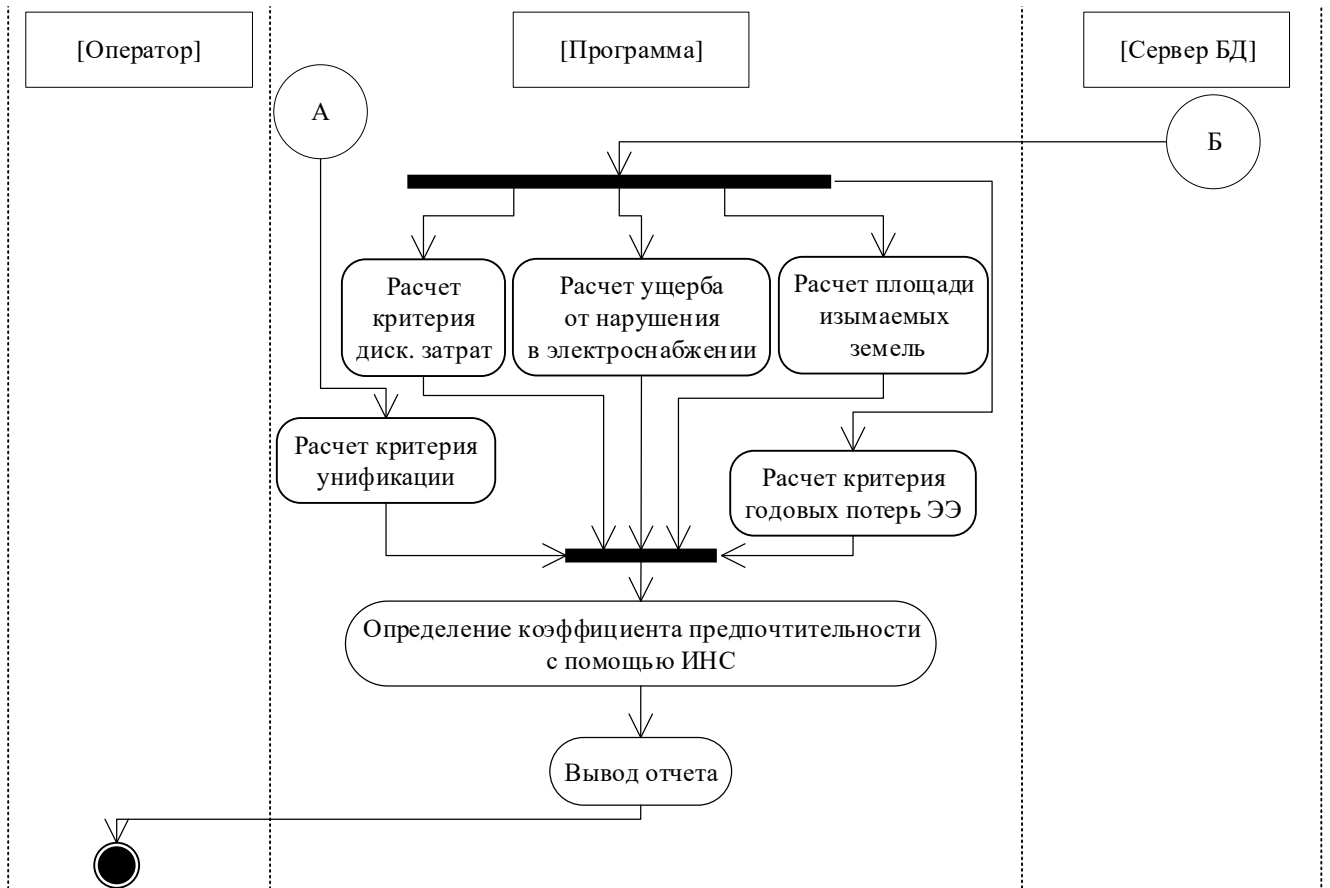 [Оператор]
[Программа]
[Сервер БД]
А
Б
Расчет
критерия
диск. затрат
Расчет ущерба
от нарушения
в электроснабжении
Расчет площади
изымаемых
земель
Расчет критерия
унификации
Расчет критерия
годовых потерь ЭЭ
Определение коэффициента предпочтительности
с помощью ИНС
Вывод отчета